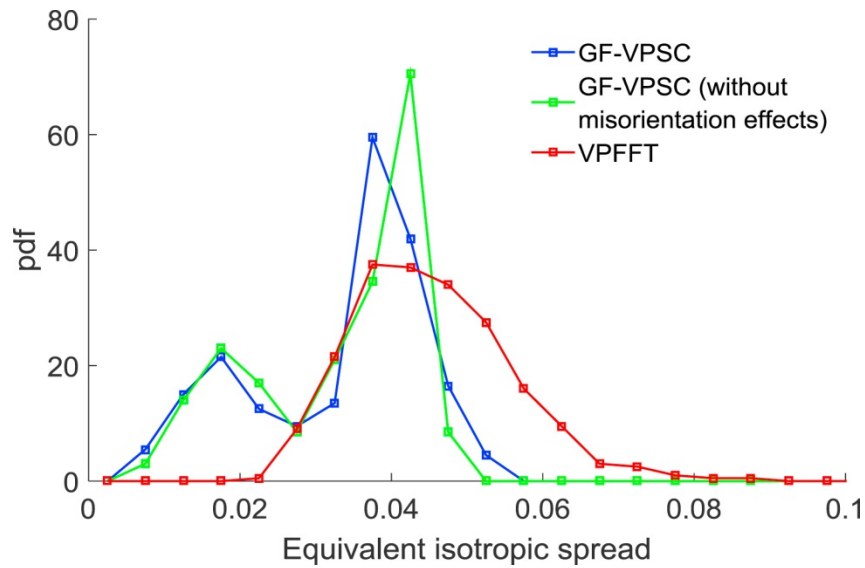 80
60
40
20
0
pdf
GF-VPSC
GF-VPSC (without
misorientation effects)
VPFFT
0 0.02 0.04 0.06 0.08 0.1
Equivalent isotropic spread